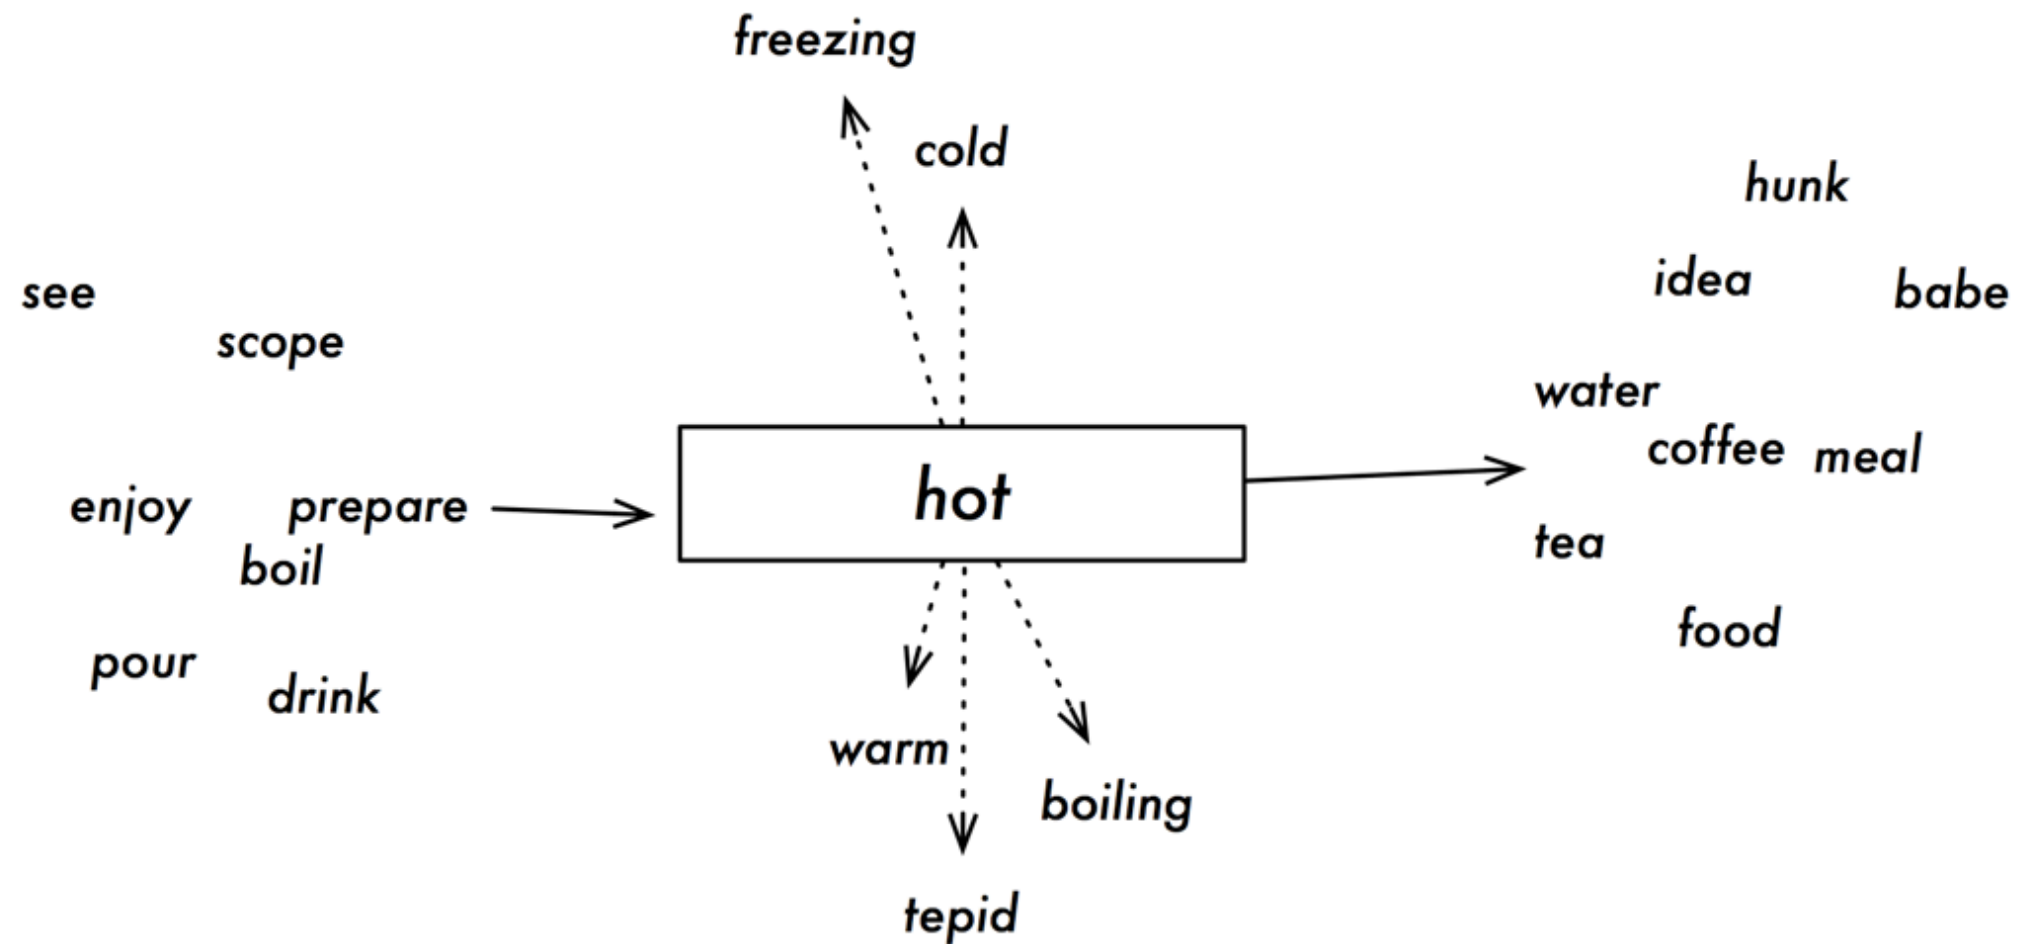 freezing
cold
hunk
see
idea
babe
scope
water
coffee
meal
enjoy
prepare
hot
boil
tea
pour
drink
food
warm
boiling
tepid